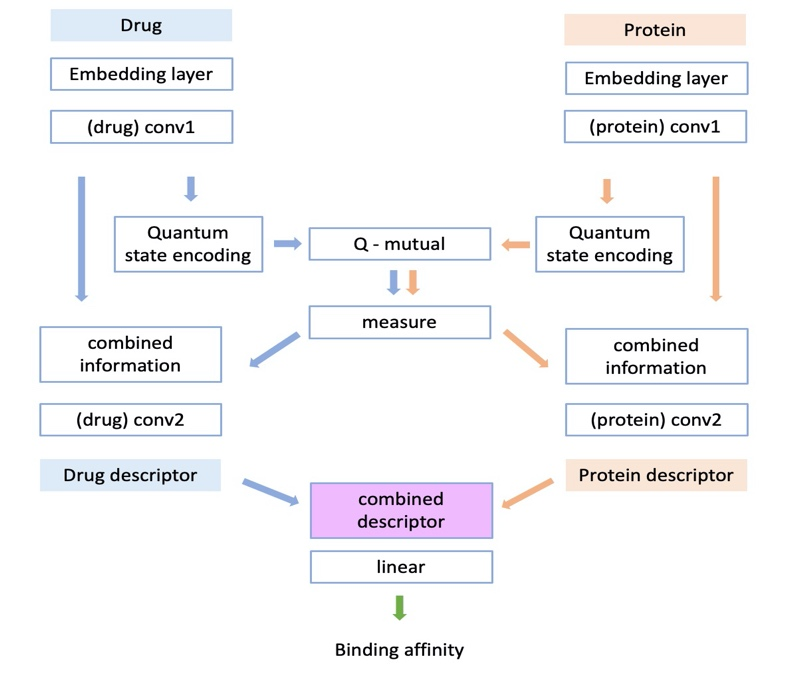 Drug
Protein
Embedding layer
Embedding layer
(drug) conv1
(protein) conv1
Quantum
state encoding
Q - mutual
Quantum
state encoding
measure
combined
information
combined
information
(drug) conv2
(protein) conv2
Drug descriptor
Protein descriptor
combined
descriptor
linear
Binding affinity